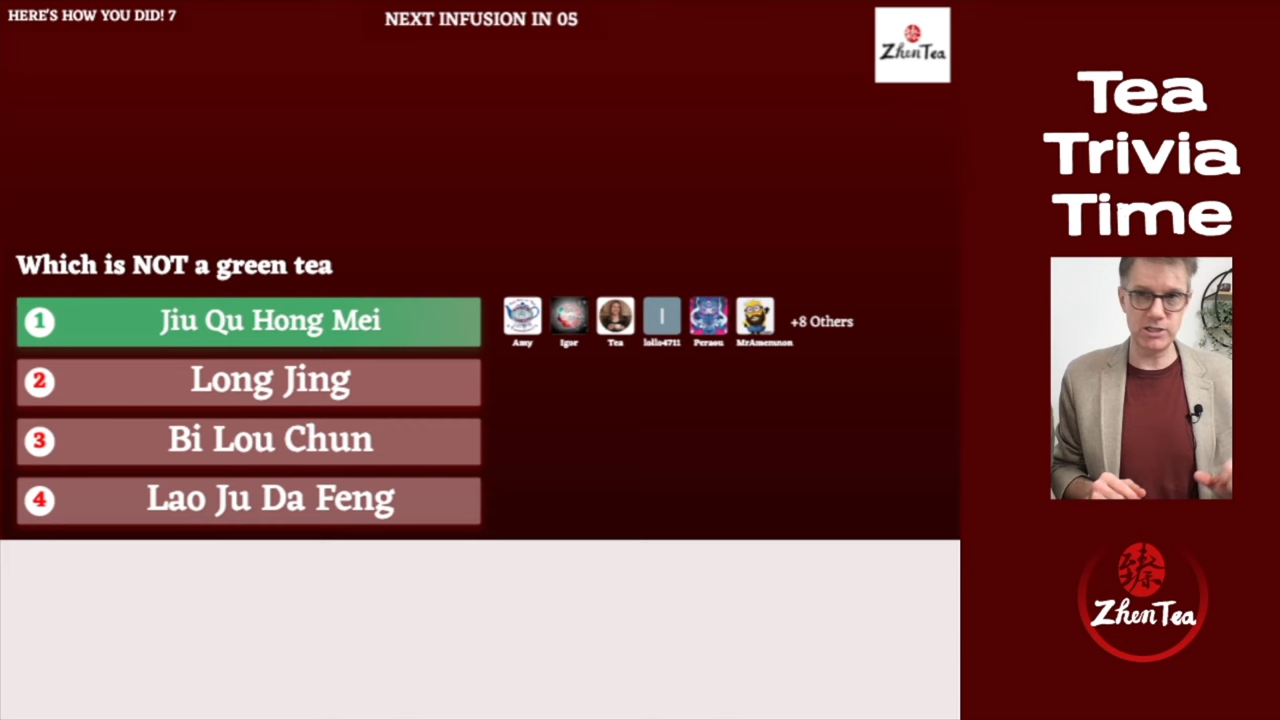 HERE'S HOW YOU DID! 7
NEXT INFUSION IN 05
ZhenTea
Tea
Trivia
Time
Which is NOT a green tea
1 Jiu Qu Hong Mei
2 Long Jing
3 Bi Lou Chun
4 Lao Ju Da Feng
Amy Igor Tea lollo4711 Peraou MrAmemnon
+8 Others
ZhenTea